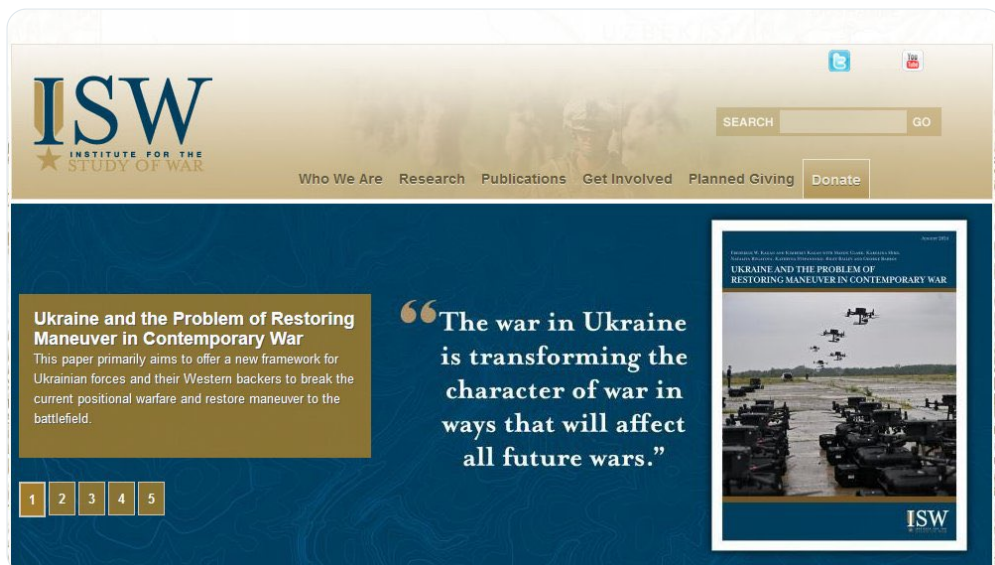 ISW
INSTITUTE FOR THE
STUDY OF WAR
You
Tube
SEARCH
GO
Who We Are
Research
Publications
Get Involved
Planned Giving
Donate
Ukraine and the Problem of Restoring
Maneuver in Contemporary War
This paper primarily aims to offer a new framework for
Ukrainian forces and their Western backers to break the
current positional warfare and restore maneuver to the
battlefield.
1 2 3 4 5
“The war in Ukraine
is transforming the
character of war in
ways that will affect
all future wars.”
UKRAINE AND THE PROBLEM OF
RESTORING MANEUVER IN CONTEMPORARY WAR
ISW